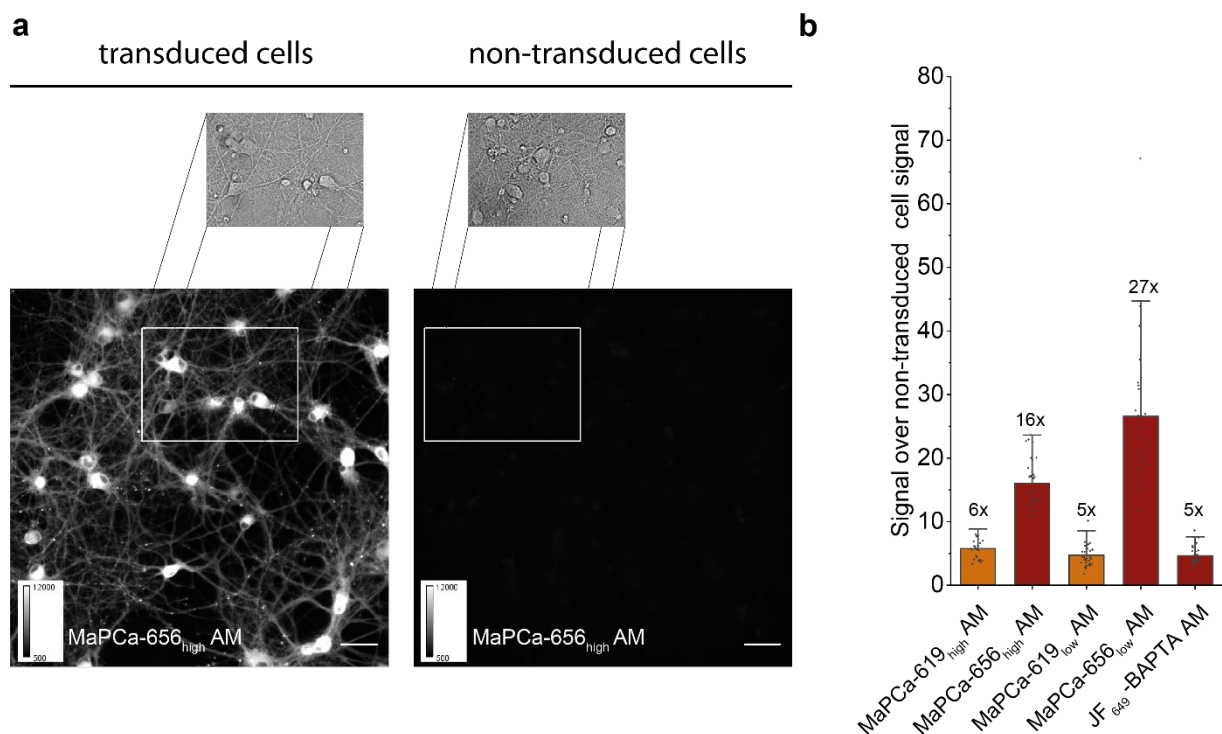 a
transduced cells non-transduced cells
12000
500
MaPCa-656high AM
12000
500
MaPCa-656high AM
b
Signal over non-transduced cell signal
80
70
60
50
40
30
20
10
0
6x
16x
5x
27x
5x
MaPCa-619high AM
MaPCa-656high AM
MaPCa-619low AM
MaPCa-656low AM
JF649-BAPTA AM